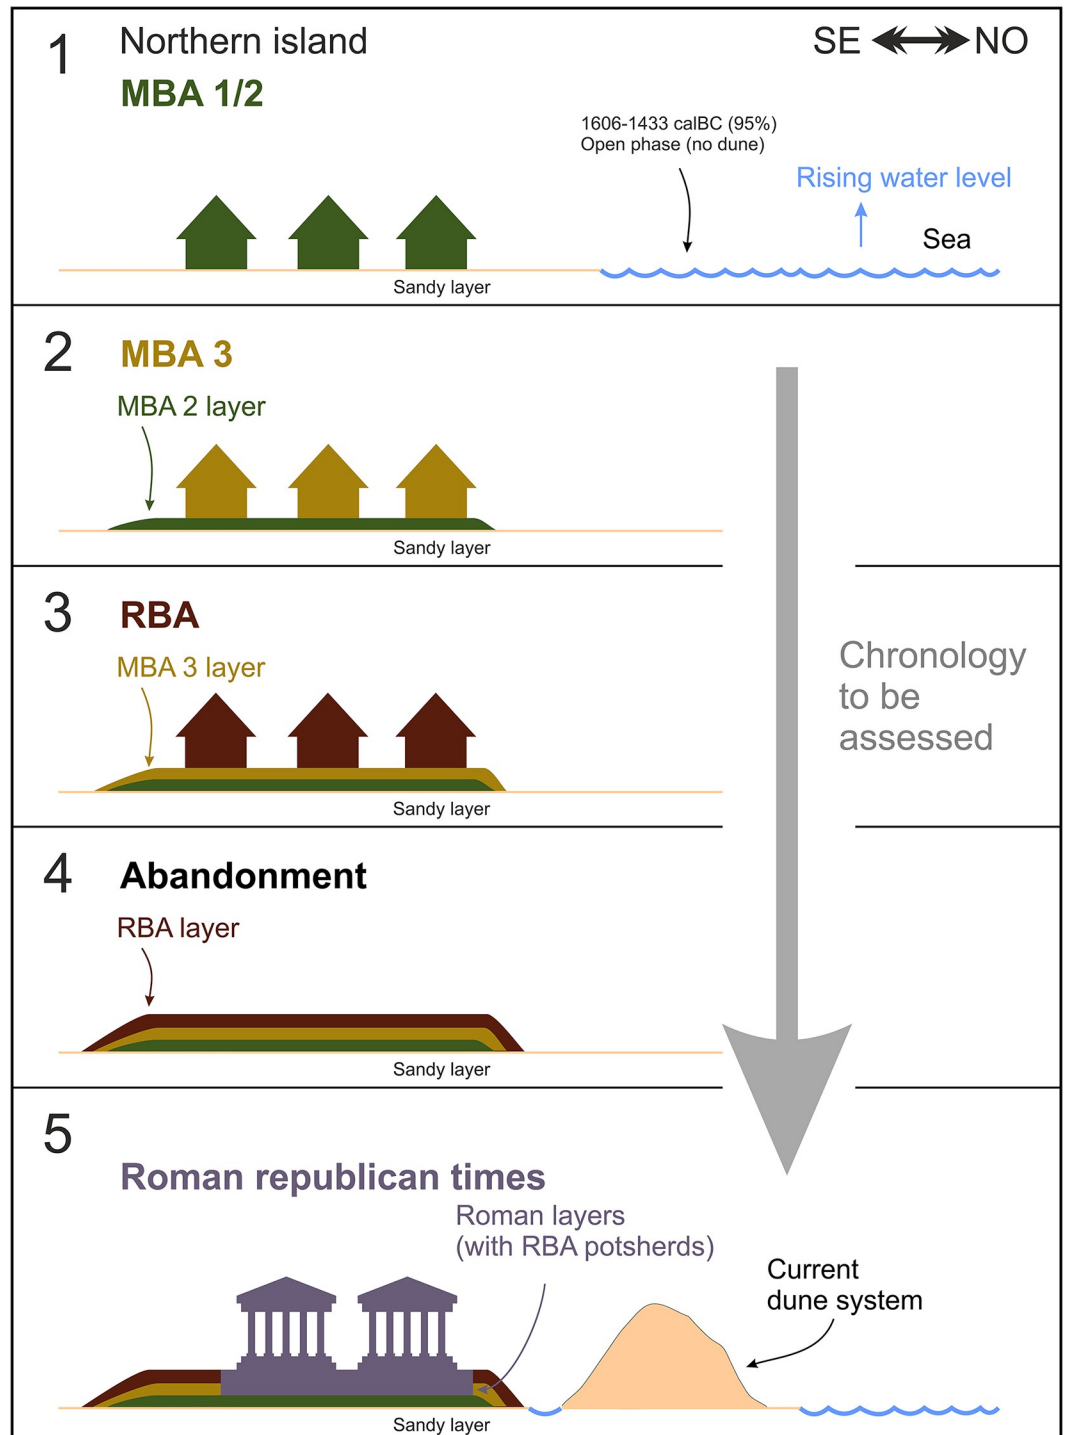 1
Northern island
SE
NO
MBA 1/2
1606-1433 calBC (95%)
Open phase (no dune)
Rising water level
Sea
Sandy layer
2
MBA 3
MBA 2 layer
Sandy layer
3
RBA
MBA 3 layer
Chronology
to be
assessed
Sandy layer
4
Abandonment
RBA layer
Sandy layer
5
Roman republican times
Roman layers
(with RBA potsherds)
Current
dune system
Sandy layer